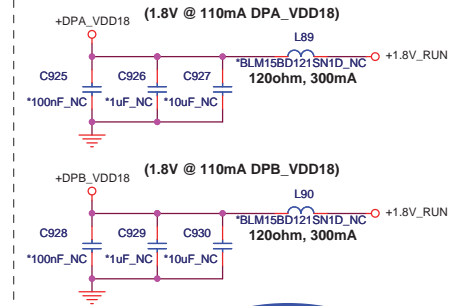 (1.8V @ 110mA DPA_VDD18)
+DPA_VDD18
L89
+1.8V_RUN
*BLM15BD121SN1D_NC
120ohm, 300mA
C925 C926 C927
*100nF_NC *1uF_NC *10uF_NC
(1.8V @ 110mA DPB_VDD18)
+DPB_VDD18
L90
+1.8V_RUN
*BLM15BD121SN1D_NC
120ohm, 300mA
C928 C929 C930
*100nF_NC *1uF_NC *10uF_NC